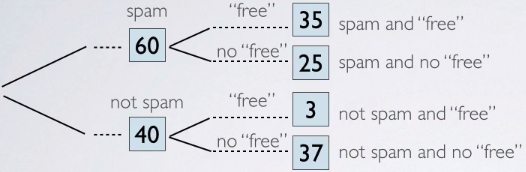 spam
60
"free"
35 spam and "free"
no "free"
25 spam and no "free"
not spam
40
"free"
3 not spam and "free"
no "free"
37 not spam and no "free"